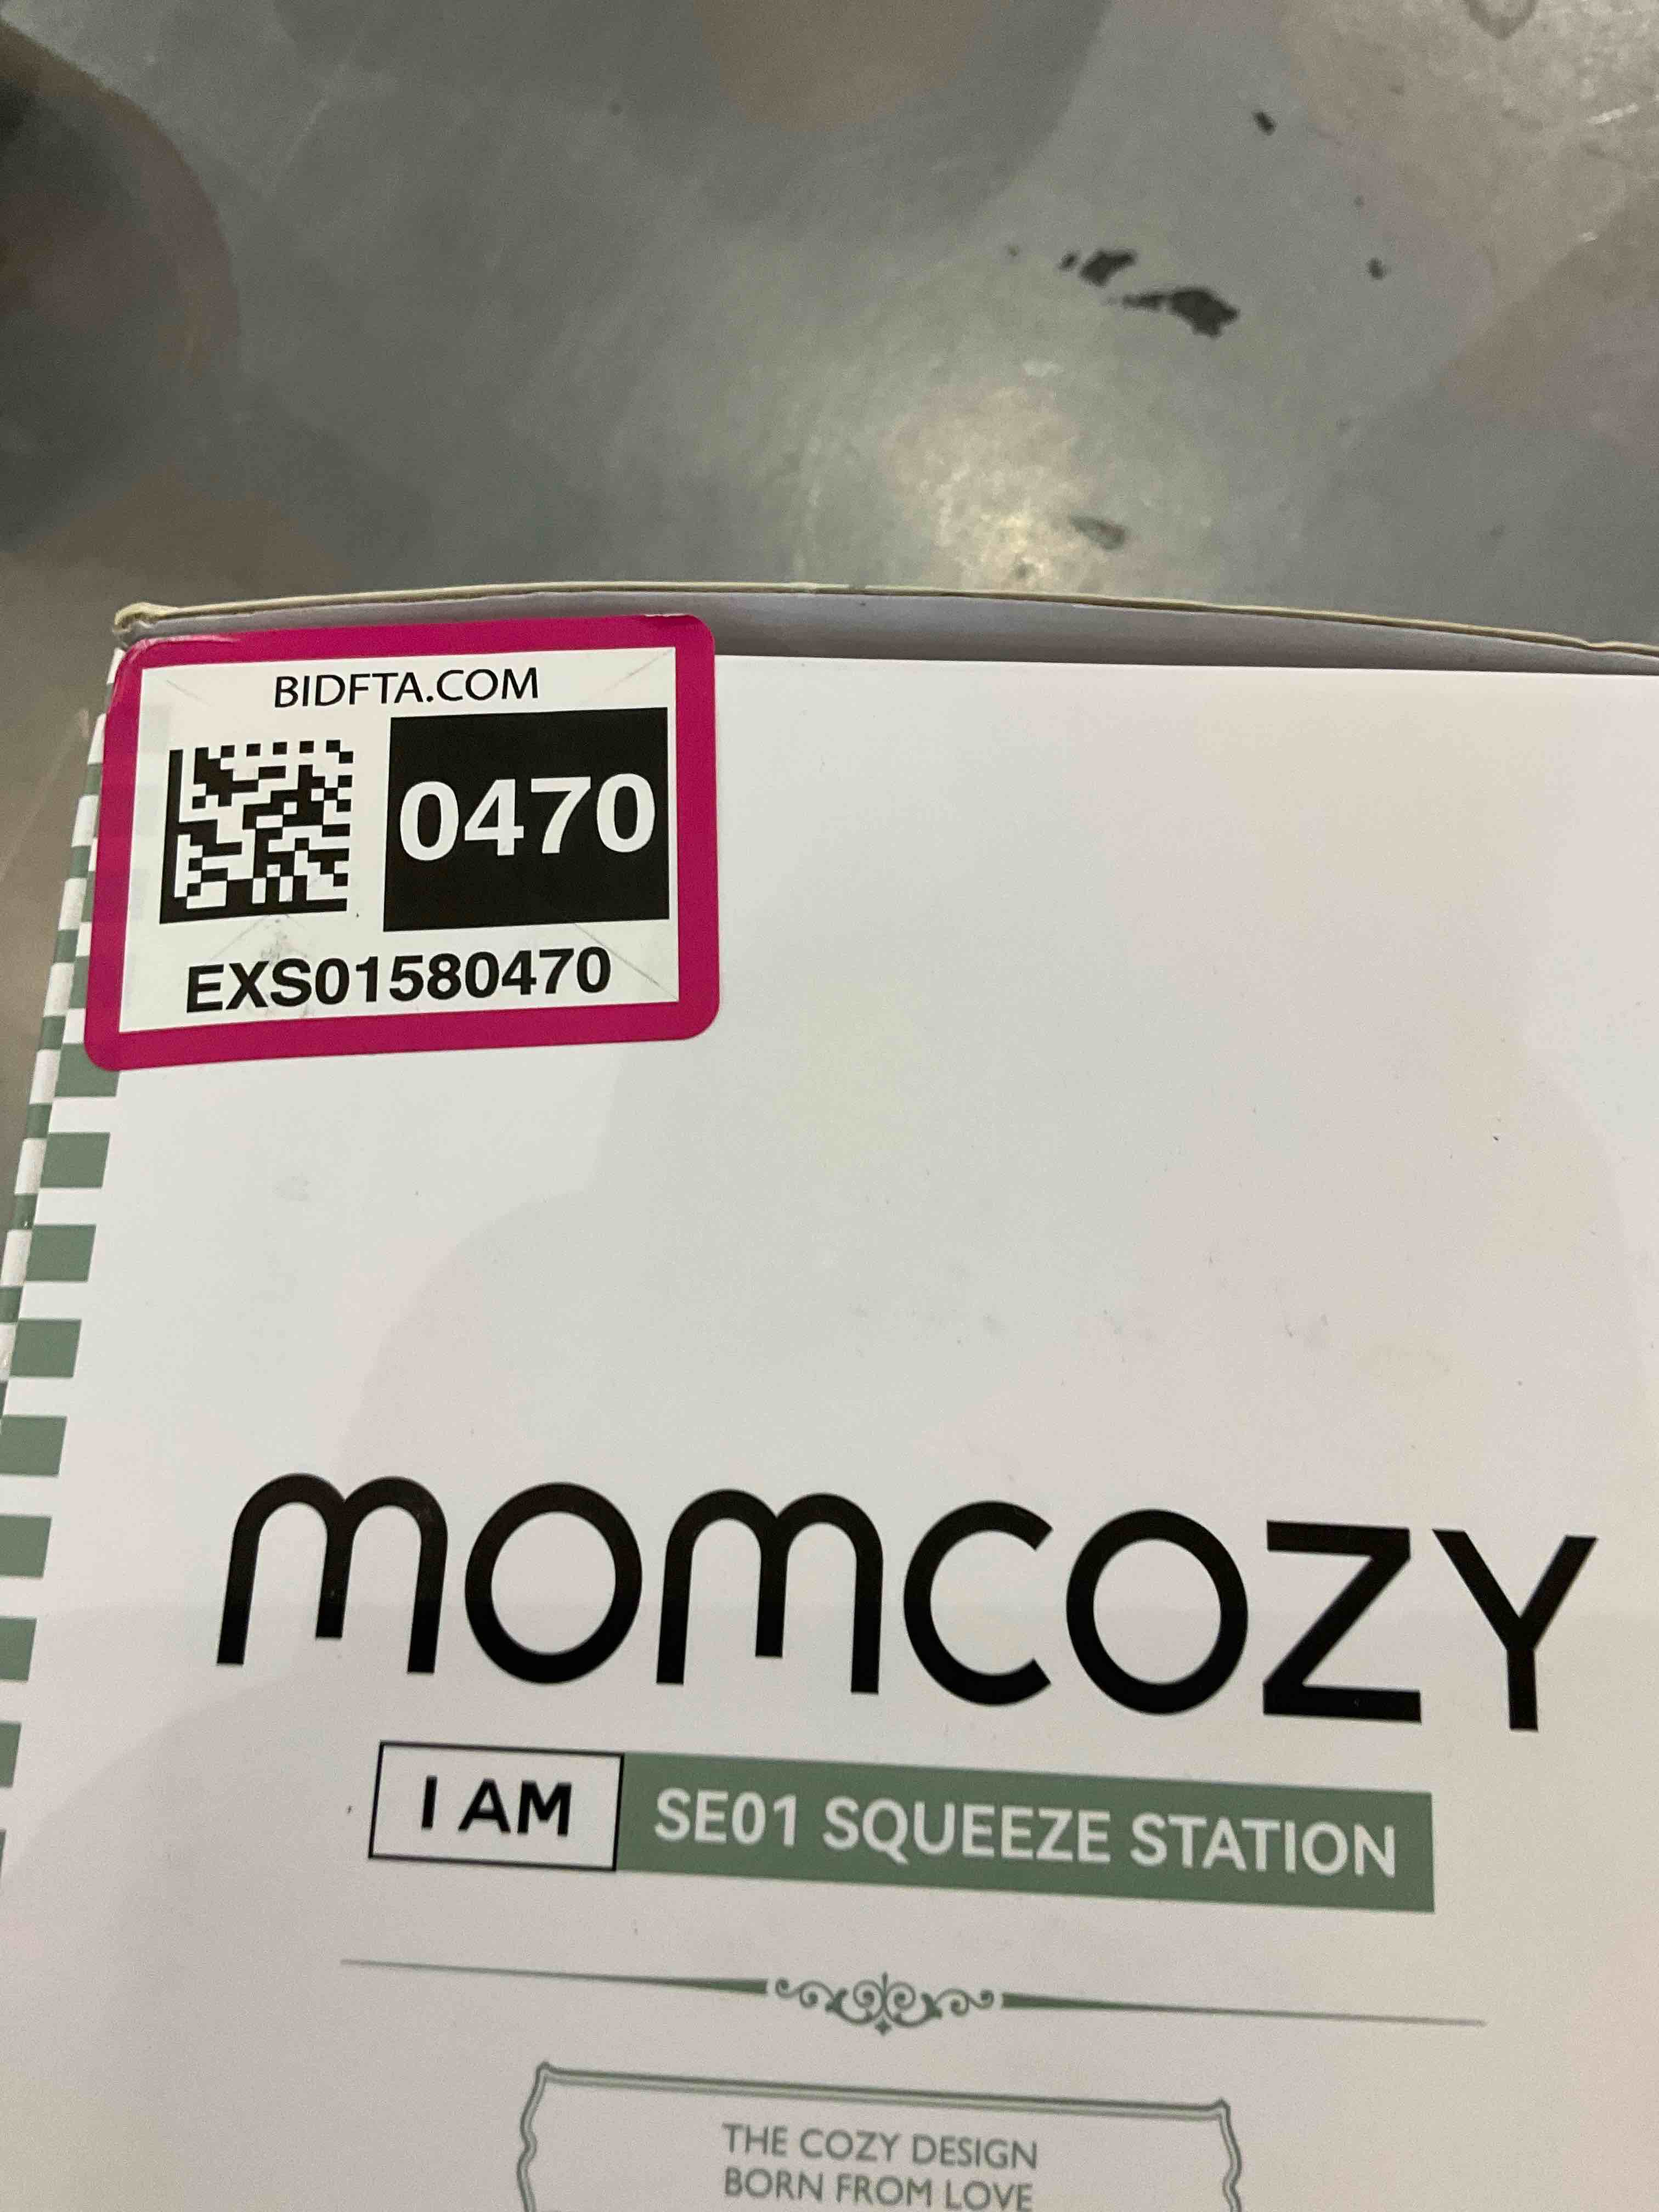 BIDFTA.COM
0470
EXS01580470
momcozy
I AM SE01 SQUEEZE STATION
THE COZY DESIGN
BORN FROM LOVE